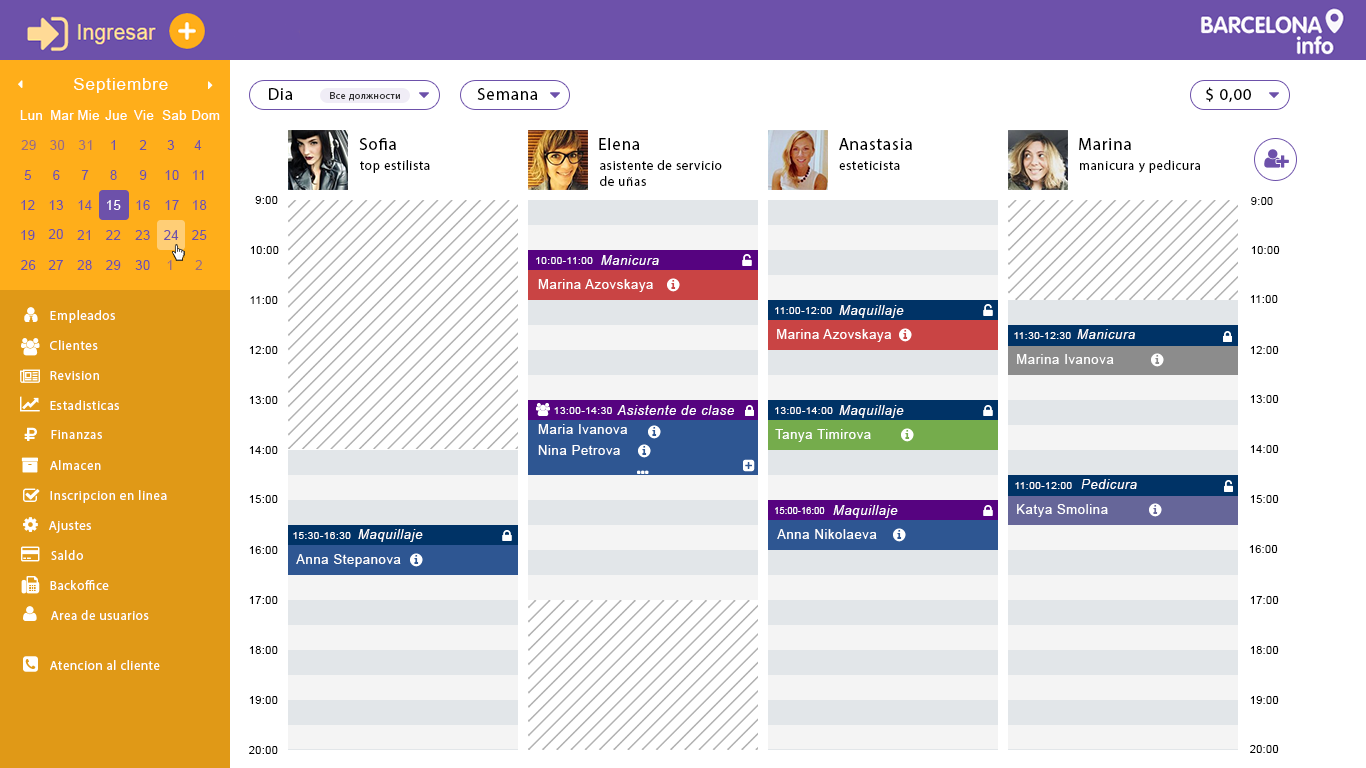 Ingresar
BARCELONA
info
Septiembre
Lun Mar Mie Jue Vie Sab Dom
29 30 31 1 2 3 4
5 6 7 8 9 10 11
12 13 14 15 16 17 18
19 20 21 22 23 24 25
26 27 28 29 30 1 2
Empleados
Clientes
Revision
Estadisticas
Finanzas
Almacen
Inscripcion en linea
Ajustes
Saldo
Backoffice
Area de usuarios
Atencion al cliente
Dia Все должности
Semana
$ 0,00
Sofia
top estilista
Elena
asistente de servicio
de uñas
Anastasia
esteticista
Marina
manicura y pedicura
9:00
10:00
11:00
12:00
13:00
14:00
15:00
16:00
17:00
18:00
19:00
20:00
15:30-16:30 Maquillaje
Anna Stepanova
10:00-11:00 Manicura
Marina Azovskaya
13:00-14:30 Asistente de clase
Maria Ivanova
Nina Petrova
11:00-12:00 Maquillaje
Marina Azovskaya
13:00-14:00 Maquillaje
Tanya Timirova
15:00-16:00 Maquillaje
Anna Nikolaeva
11:30-12:30 Manicura
Marina Ivanova
11:00-12:00 Pedicura
Katya Smolina
9:00
10:00
11:00
12:00
13:00
14:00
15:00
16:00
17:00
18:00
19:00
20:00